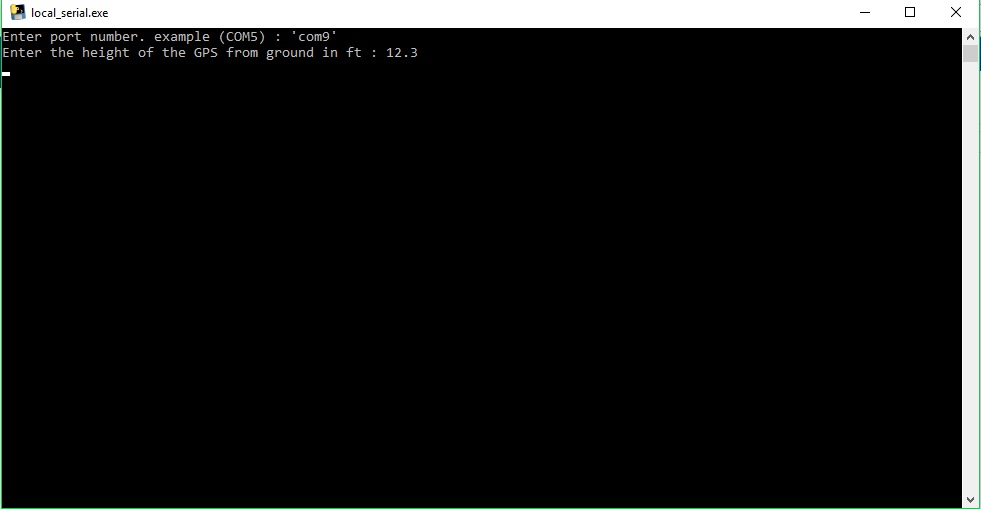 local_serial.exe
Enter port number. example (COM5) : 'com9'
Enter the height of the GPS from ground in ft : 12.3